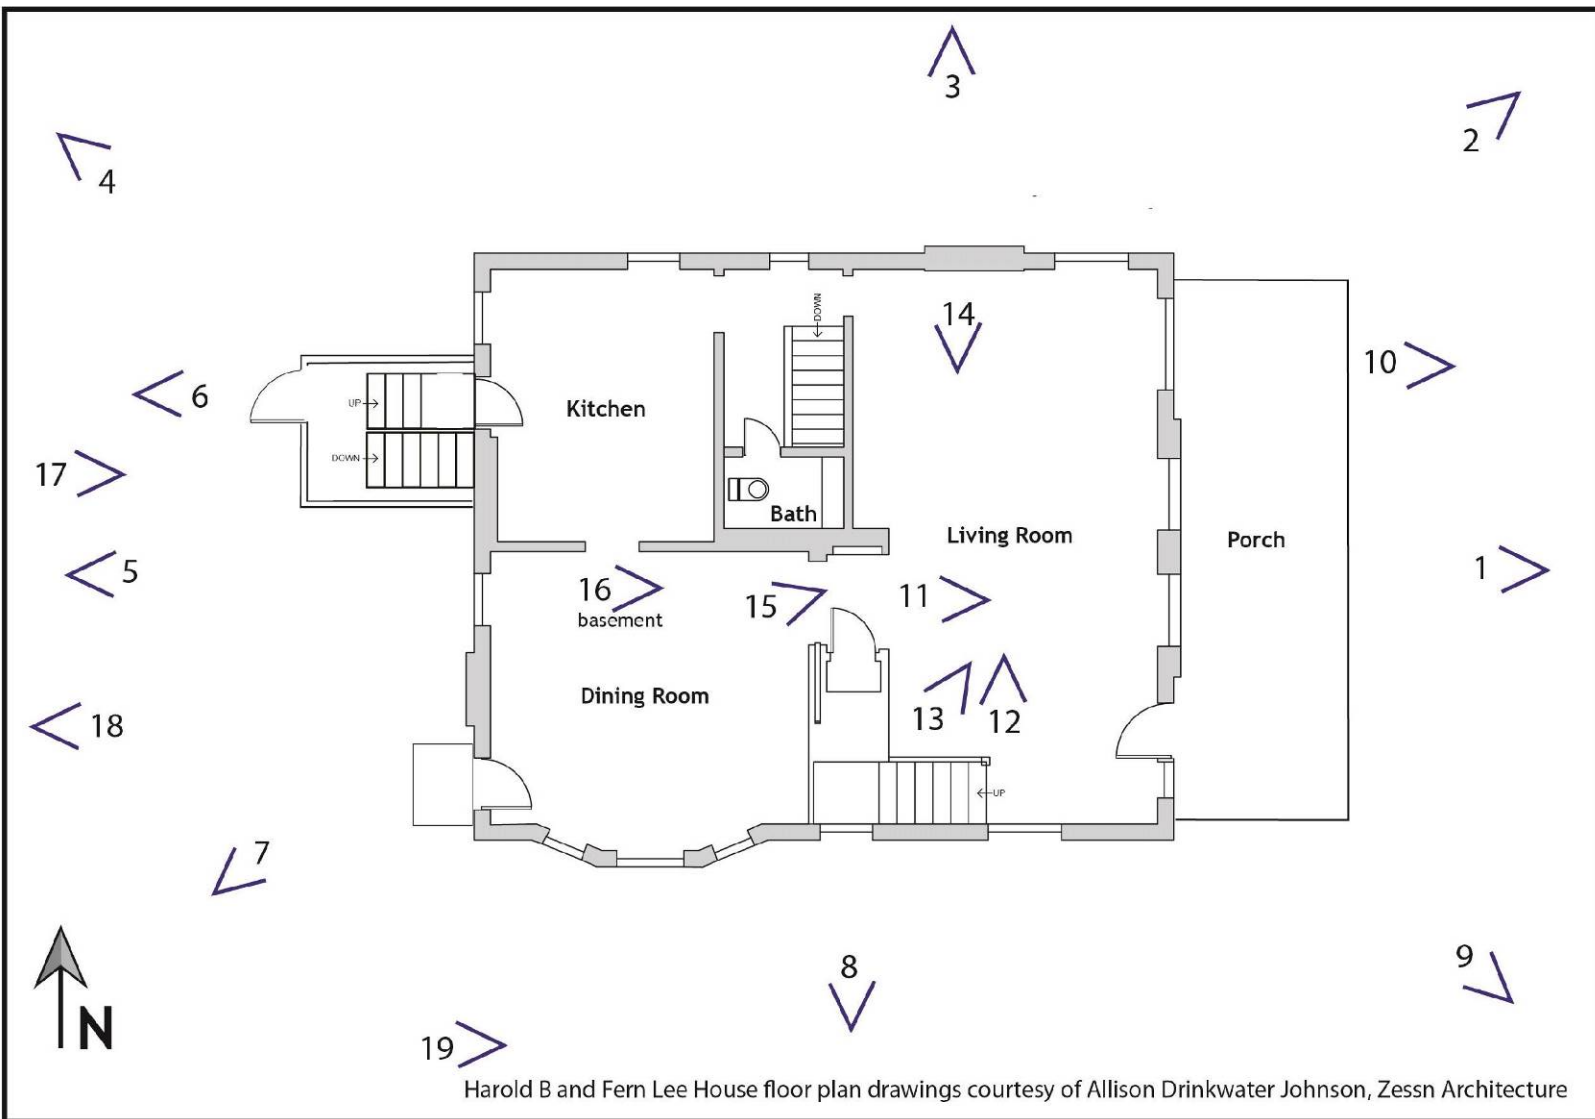 3
2
4
DOWN
14
10
6
UP
Kitchen
17
DOWN
Bath
Living Room
Porch
5
1
16
15
11
basement
18
Dining Room
13
12
UP
7
8
9
N
19
Harold B and Fern Lee House floor plan drawings courtesy of Allison Drinkwater Johnson, Zessn Architecture